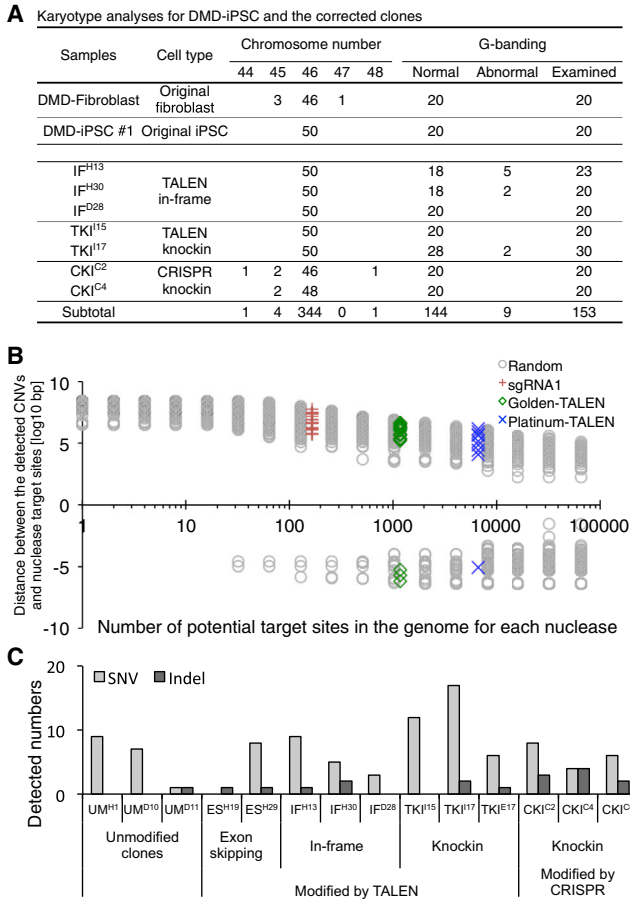 A Karyotype analyses for DMD-iPSC and the corrected clones
Samples Cell type Chromosome number G-banding
44 45 46 47 48 Normal Abnormal Examined
DMD-Fibroblast Original fibroblast 3 46 1 20 20
DMD-iPSC #1 Original iPSC 50 20 20
IF^H13 50 18 5 23
IF^H30 TALEN in-frame 50 18 2 20
IF^D28 50 20 20
TKI^I15 TALEN 50 20 20
TKI^I17 knockin 50 28 2 30
CKI^C2 CRISPR 1 2 46 1 20 20
CKI^C4 knockin 2 48 20 20
Subtotal 1 4 344 0 1 144 9 153
B
Distance between the detected CNVs
and nuclease target sites [log10 bp]
10
5
0
-5
-10
1 10 100 1000 10000 100000
Random
sgRNA1
Golden-TALEN
Platinum-TALEN
Number of potential target sites in the genome for each nuclease
C
Detected numbers
20
10
0
SNV Indel
UM^H1 UM^D10 UM^D11 ES^H19 ES^H29 IF^H13 IF^H30 IF^D28 TKI^I15 TKI^I17 TKI^E17 CKI^C2 CKI^C4
Unmodified clones Exon skipping In-frame Knockin Knockin
Modified by TALEN Modified by CRISPR